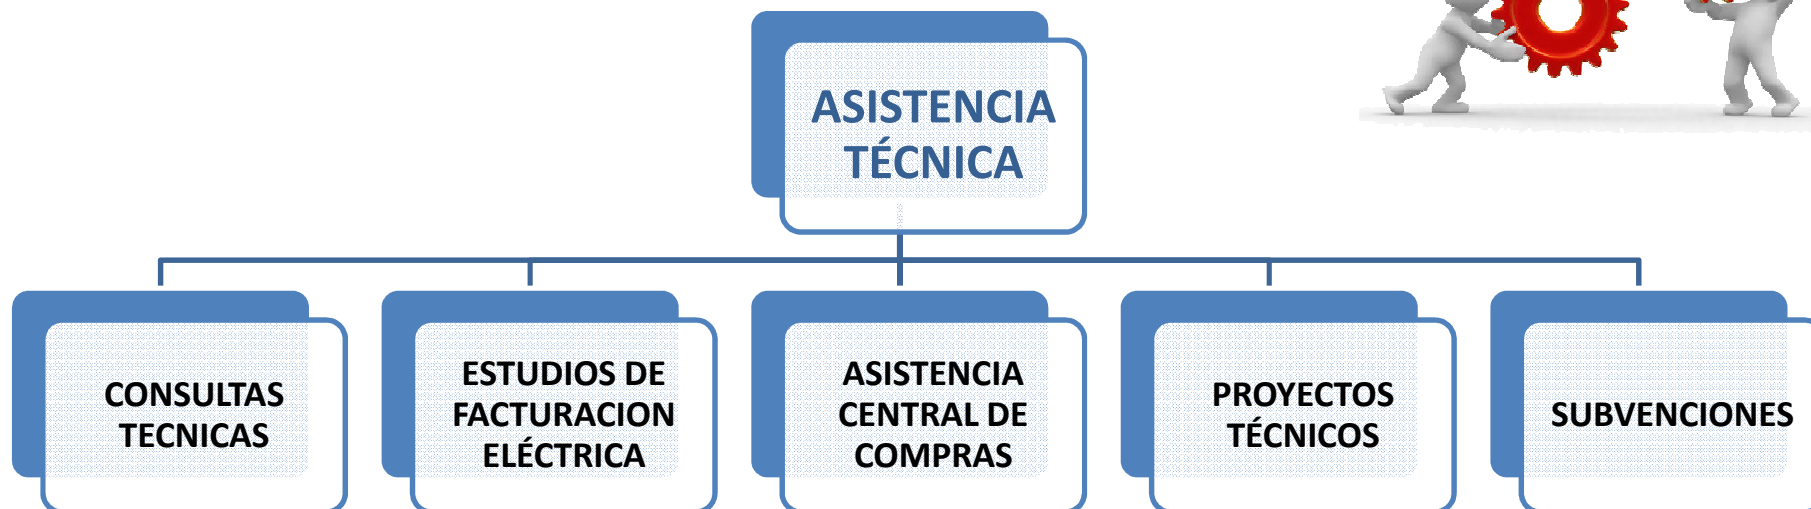 ASISTENCIA
TÉCNICA
CONSULTAS
TECNICAS
ESTUDIOS DE
FACTURACION
ELÉCTRICA
ASISTENCIA
CENTRAL DE
COMPRAS
PROYECTOS
TÉCNICOS
SUBVENCIONES